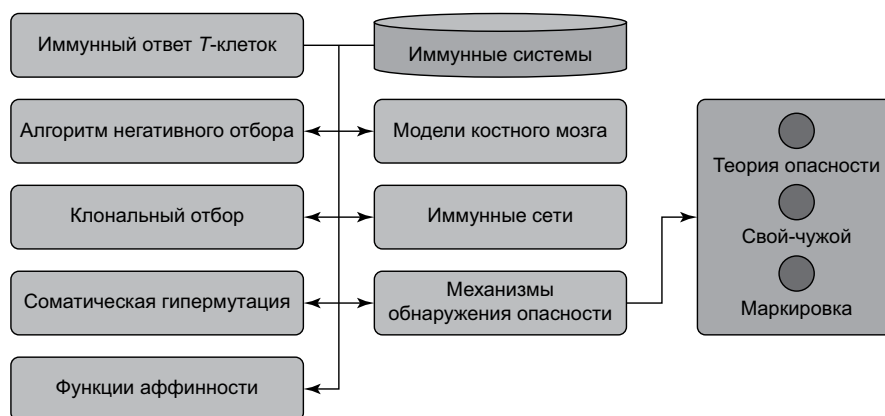 Иммунный ответ Т-клеток
Иммунные системы
Алгоритм негативного отбора
Модели костного мозга
Клональный отбор
Иммунные сети
Соматическая гипермутация
Механизмы
обнаружения опасности
Функции аффинности
Теория опасности
Свой-чужой
Маркировка